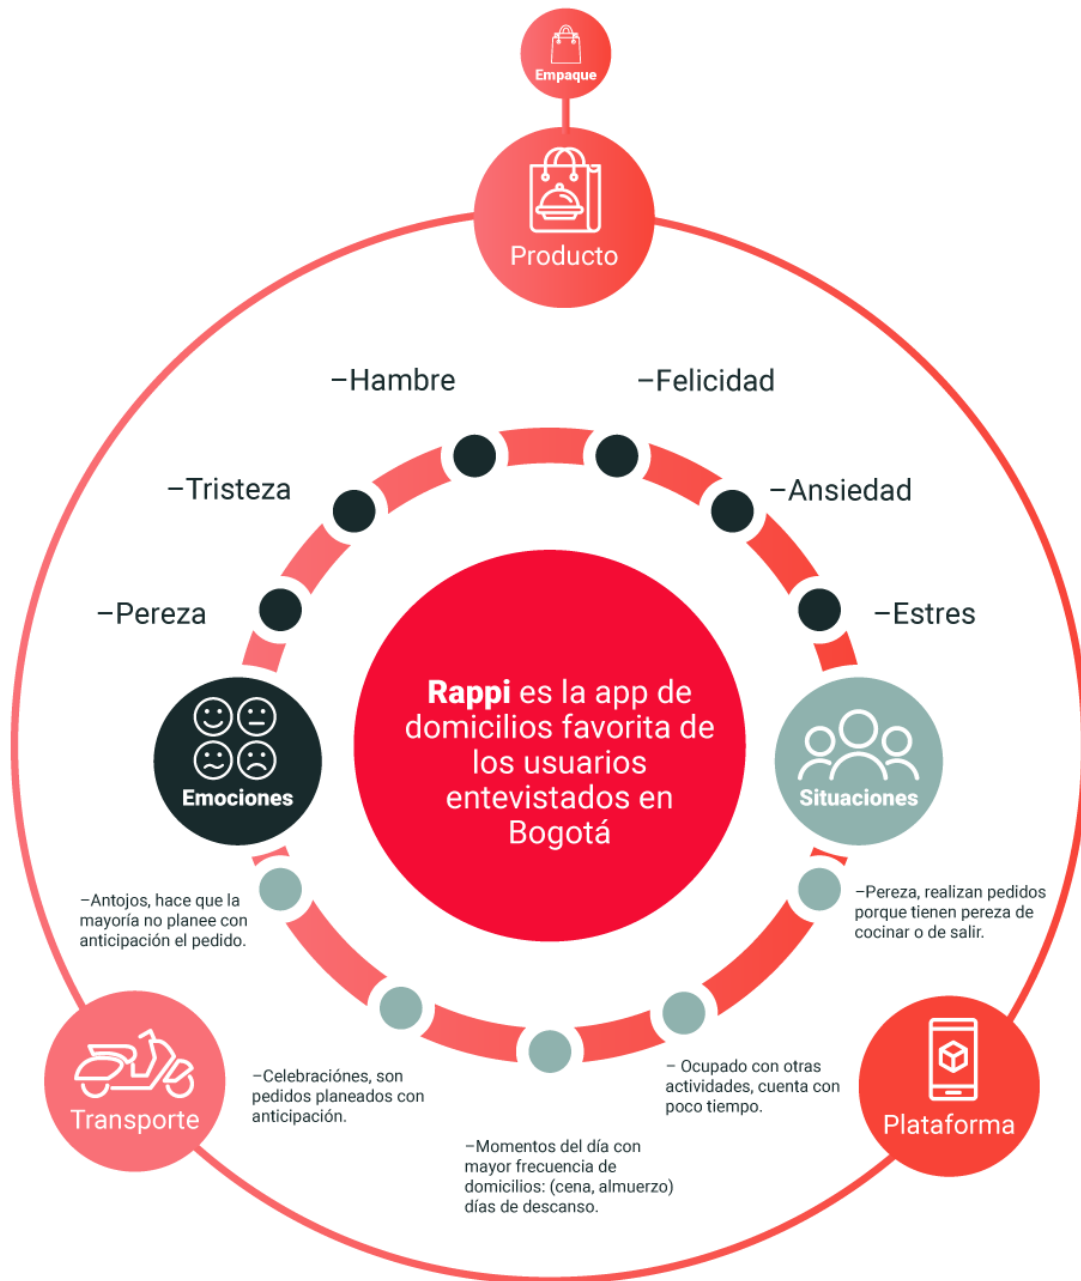 Empaque
Producto
–Hambre
–Felicidad
–Tristeza
–Ansiedad
–Pereza
–Estres
Emociones
Rappi es la app de
domicilios favorita de
los usuarios
entevistados en
Bogotá
Situaciones
–Antojos, hace que la
mayoría no planee con
anticipación el pedido.
–Pereza, realizan pedidos
porque tienen pereza de
cocinar o de salir.
Transporte
–Celebraciónes, son
pedidos planeados con
anticipación.
–Momentos del día con
mayor frecuencia de
domicilios: (cena, almuerzo)
días de descanso.
– Ocupado con otras
actividades, cuenta con
poco tiempo.
Plataforma